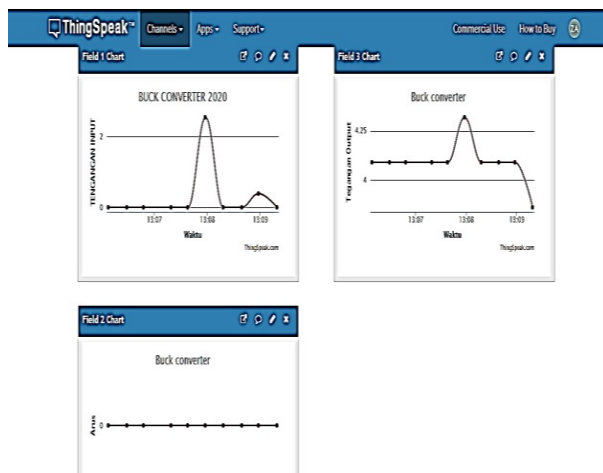 ThingSpeak™ Channels Apps Support Commercial Use How to Buy ZA
Field 1 Chart
BUCK CONVERTER 2020
TENGANGAN INPUT
2
0
13:07 13:08 13:09
Waktu
ThingSpeak.com
Field 3 Chart
Buck converter
Tegangan Output
4.25
4
13:07 13:08 13:09
Waktu
ThingSpeak.com
Field 2 Chart
Buck converter
Arus
0